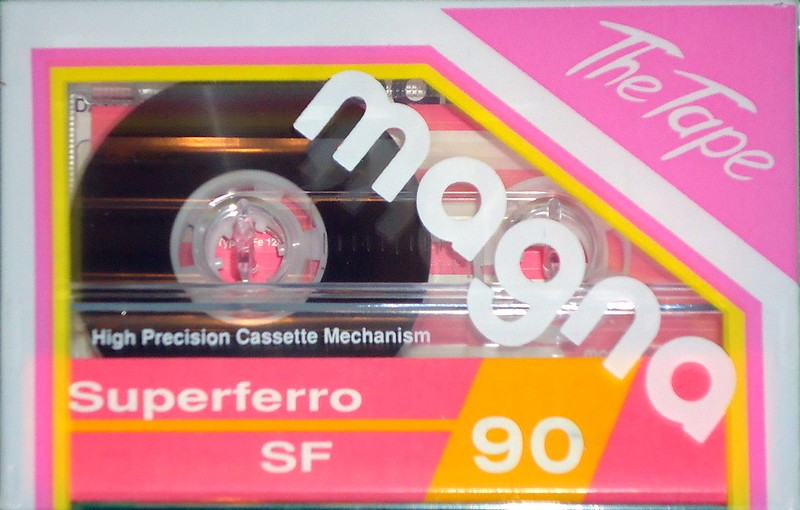 The Tape
magna
High Precision Cassette Mechanism
Superferro
SF
90